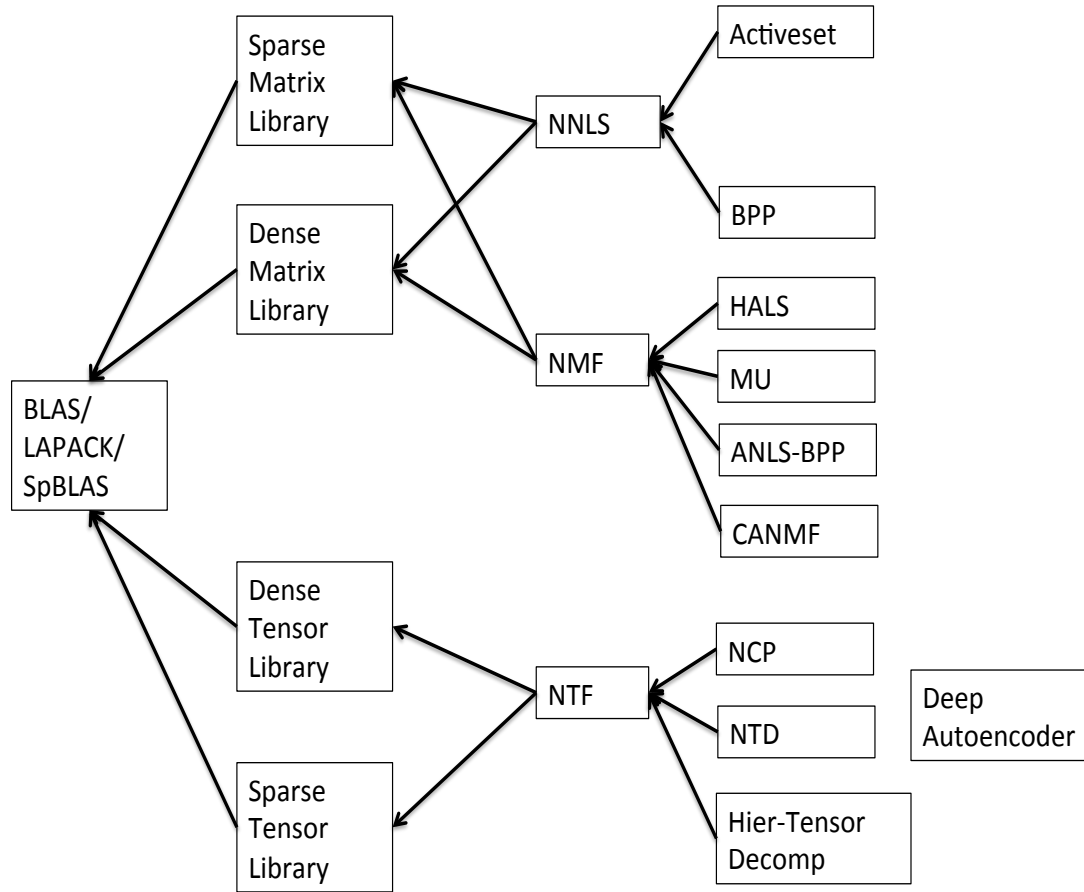 Sparse
Matrix
Library
Dense
Matrix
Library
BLAS/
LAPACK/
SpBLAS
Dense
Tensor
Library
Sparse
Tensor
Library
NNLS
NMF
NTF
Activeset
BPP
HALS
MU
ANLS-BPP
CANMF
NCP
NTD
Hier-Tensor
Decomp
Deep
Autoencoder